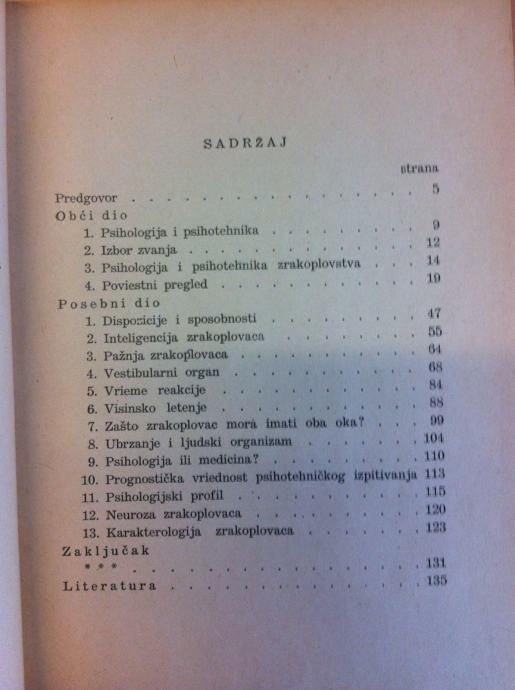 SADRŽAJ
strana
Predgovor . . . . . . . . . . . . . . . 5
Obći dio
1. Psihologija i psihotehnika . . . . . . . . 9
2. Izbor zvanja . . . . . . . . . . . . 12
3. Psihologija i psihotehnika zrakoplovstva . . . 14
4. Poviestni pregled . . . . . . . . . . . 19
Posebni dio
1. Dispozicije i sposobnosti . . . . . . . . 47
2. Inteligencija zrakoplovaca . . . . . . . . 55
3. Pažnja zrakoplovaca . . . . . . . . . . 64
4. Vestibularni organ . . . . . . . . . . 68
5. Vrieme reakcije . . . . . . . . . . . 84
6. Visinsko letenje . . . . . . . . . . . 88
7. Zašto zrakoplovac mora imati oba oka? . . . 99
8. Ubrzanje i ljudski organizam . . . . . . 104
9. Psihologija ili medicina? . . . . . . . . 110
10. Prognostička vriednost psihotehničkog izpitivanja 113
11. Psihologijski profil . . . . . . . . . . 115
12. Neuroza zrakoplovaca . . . . . . . . . 120
13. Karakterologija zrakoplovaca . . . . . . 123
Zaključak
* * * . . . . . . . . . . . . . . . 131
Literatura . . . . . . . . . . . . . 135